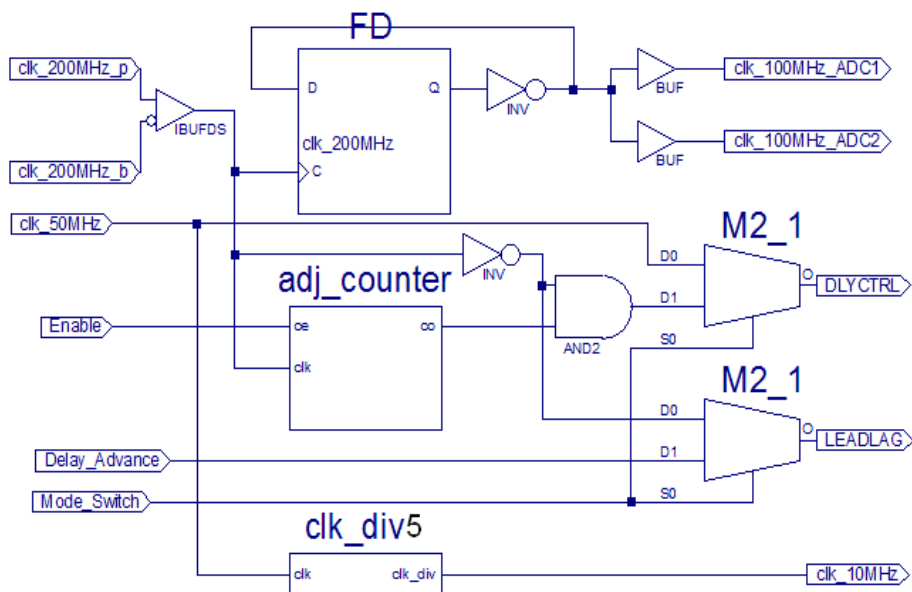 FD
clk_200MHz_p
D
Q
INV
BUF
clk_100MHz_ADC1
IBUFDS
clk_200MHz
C
BUF
clk_100MHz_ADC2
clk_200MHz_b
clk_50MHz
M2_1
INV
D0
O
DLYCTRL
adj_counter
D1
Enable
ce
co
AND2
S0
clk
M2_1
D0
O
LEADLAG
Delay_Advance
D1
Mode_Switch
S0
clk_div5
clk
clk_div
clk_10MHz